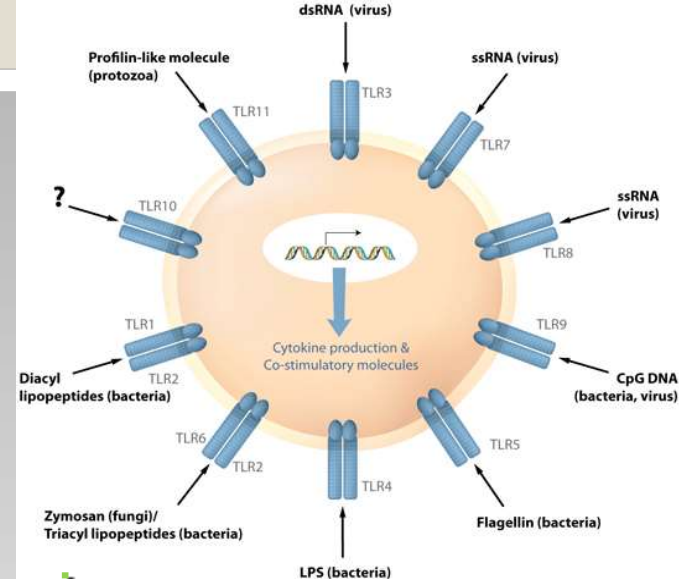 dsRNA (virus)
Profilin-like molecule
(protozoa)
ssRNA (virus)
TLR3
TLR11
TLR7
?
TLR10
ssRNA
(virus)
TLR8
TLR1
TLR9
Cytokine production &
Co-stimulatory molecules
Diacyl
lipopeptides (bacteria)
TLR2
CpG DNA
(bacteria, virus)
TLR6
TLR2
TLR5
TLR4
Zymosan (fungi)/
Triacyl lipopeptides (bacteria)
Flagellin (bacteria)
LPS (bacteria)